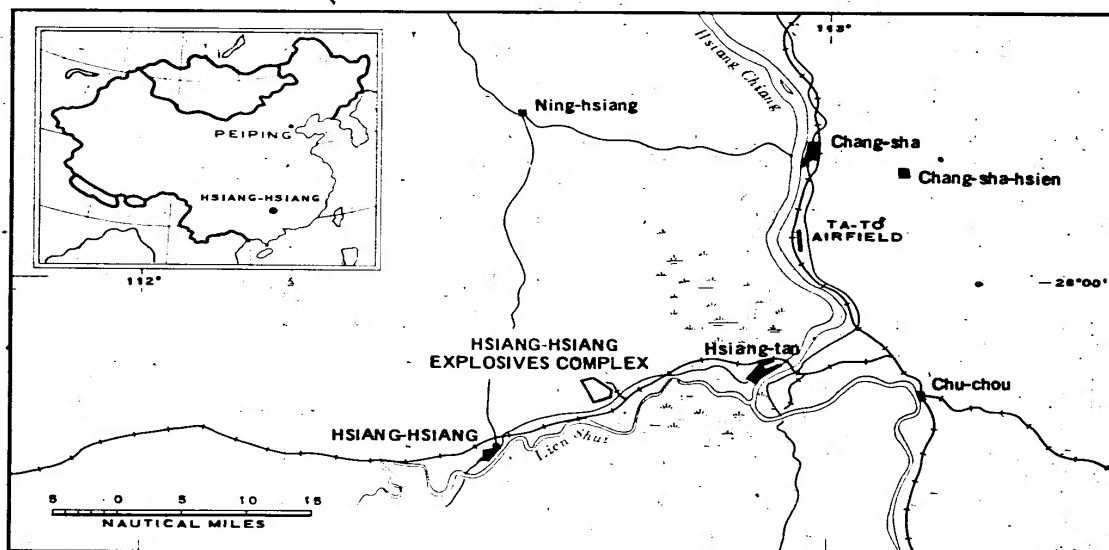 113°
Hsiang Chiang
Ning-hsiang
PEIPING
Chang-sha
Chang-sha-hsien
HSIANG-HSIANG
TA-TO
AIRFIELD
112°
28°00'
HSIANG-HSIANG
EXPLOSIVES COMPLEX
Hsiang-tan
Chu-chou
HSIANG-HSIANG
Lien Shui
5 0 5 10 15
NAUTICAL MILES